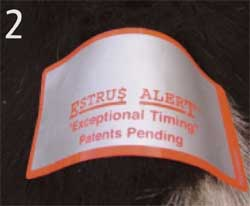 2
ESTRU$ ALERT
"Exceptional Timing"
Patents Pending